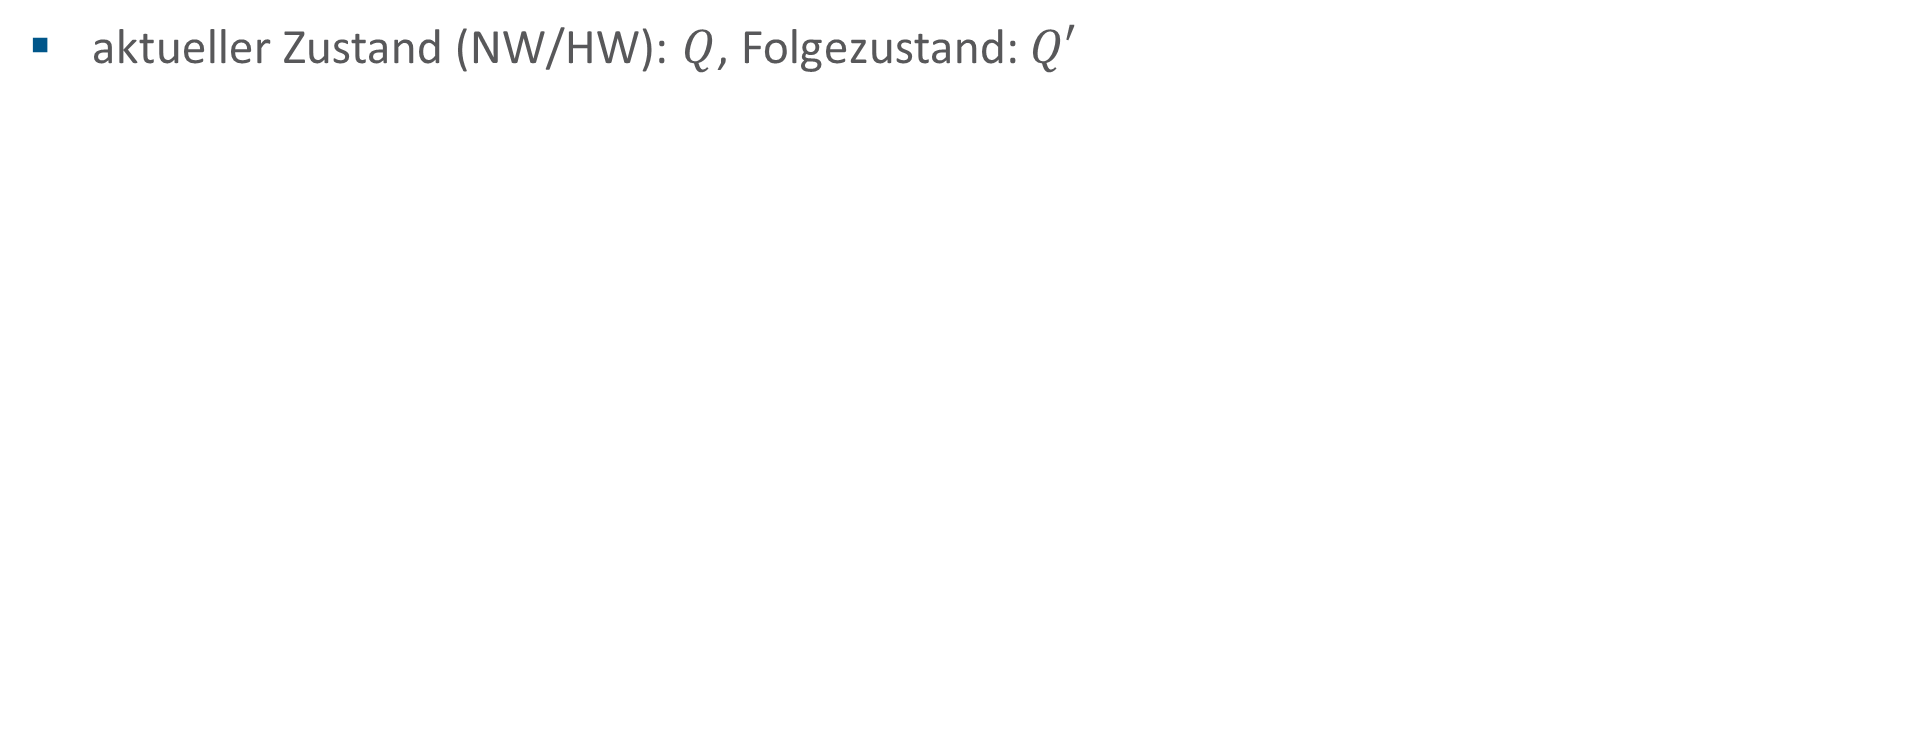 ▪ aktueller Zustand (NW/HW): Q, Folgezustand: Q′